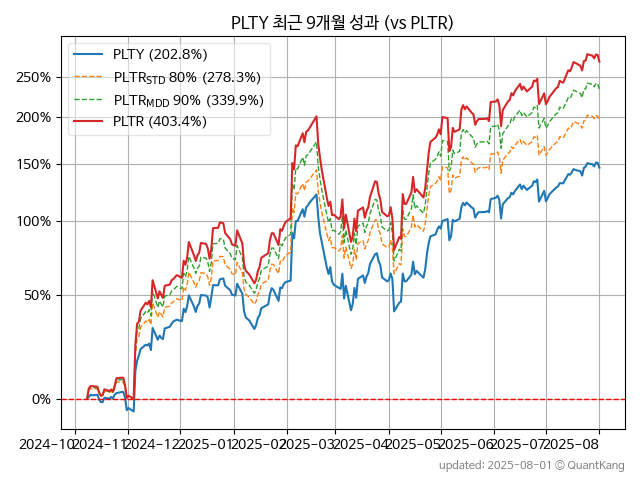 PLTY 최근 9개월 성과 (vs PLTR)
PLTY (202.8%)
PLTR_STD 80% (278.3%)
PLTR_MDD 90% (339.9%)
PLTR (403.4%)
250%
200%
150%
100%
50%
0%
2024-10 2024-11 2024-12 2025-01 2025-02 2025-03 2025-04 2025-05 2025-06 2025-07 2025-08
updated: 2025-08-01 © QuantKang